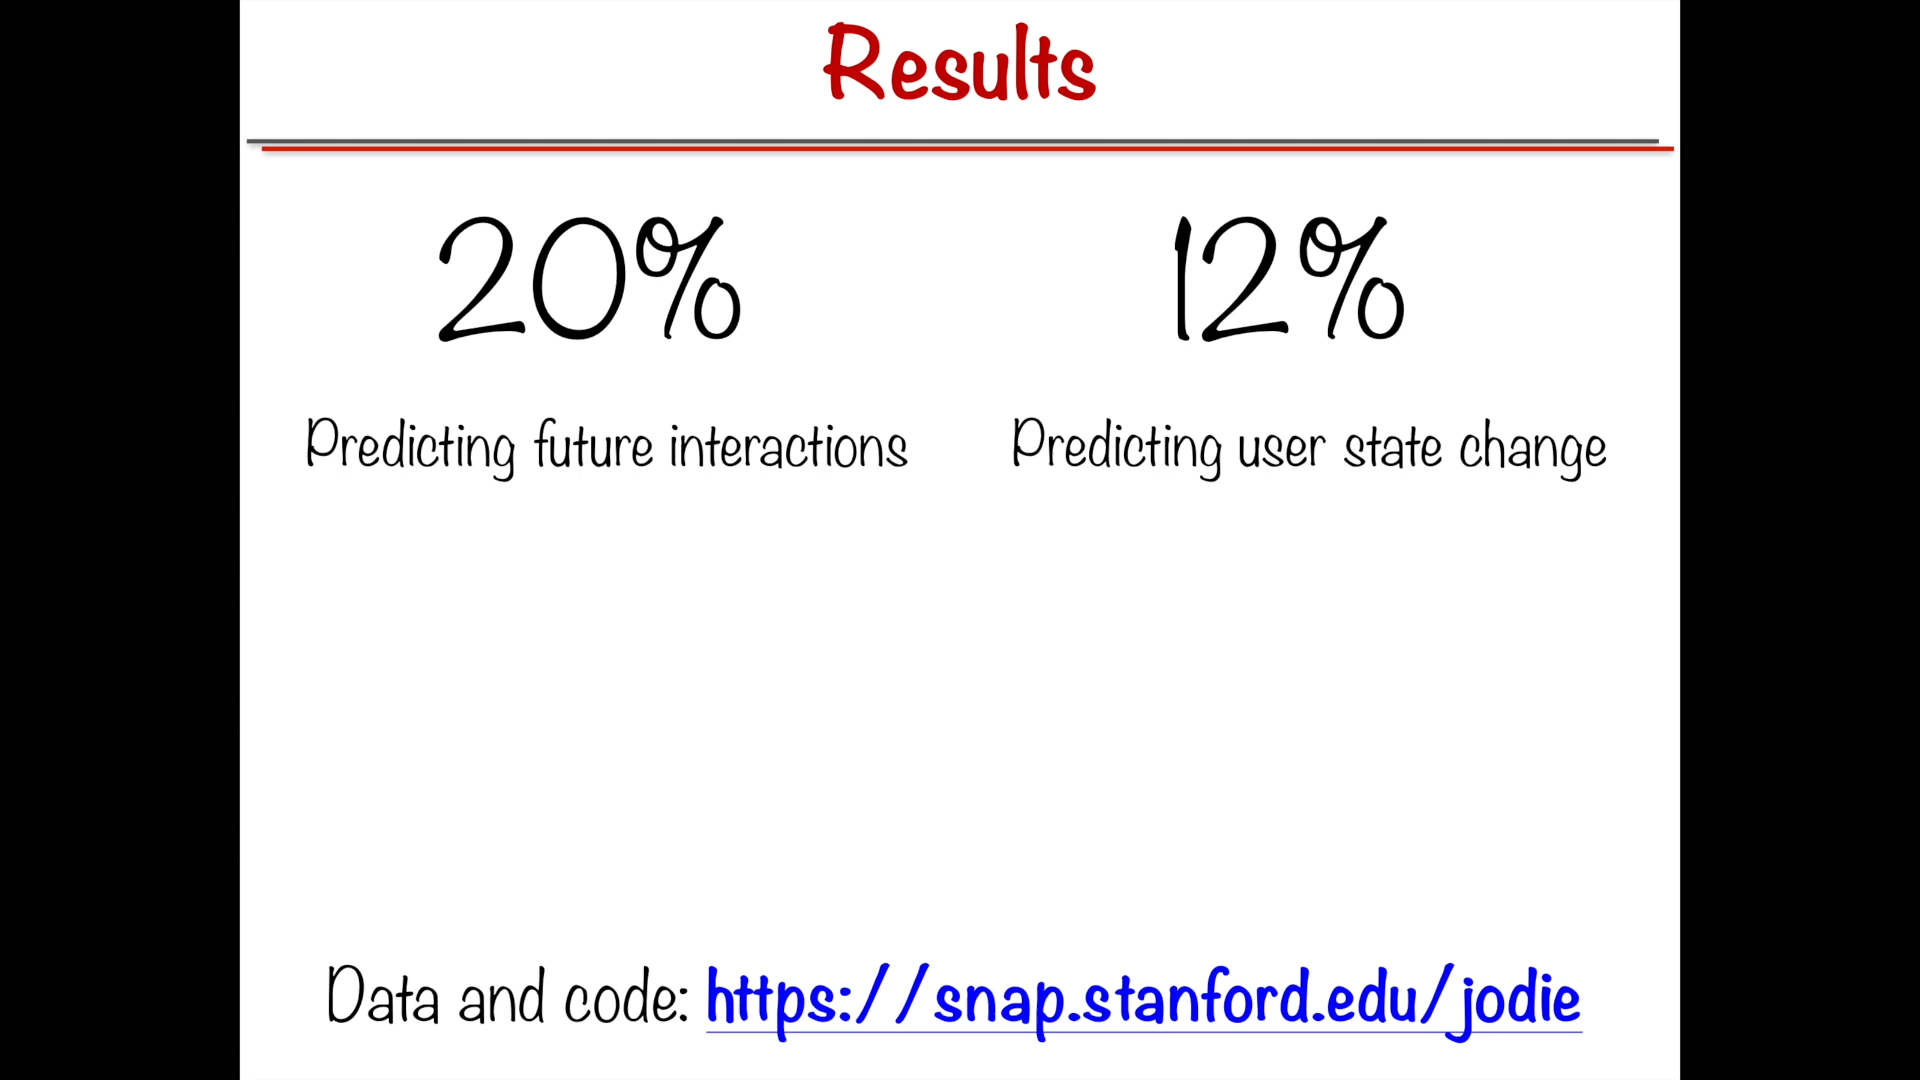 Results
20%
12%
Predicting future interactions
Predicting user state change
Data and code: https://snap.stanford.edu/jodie